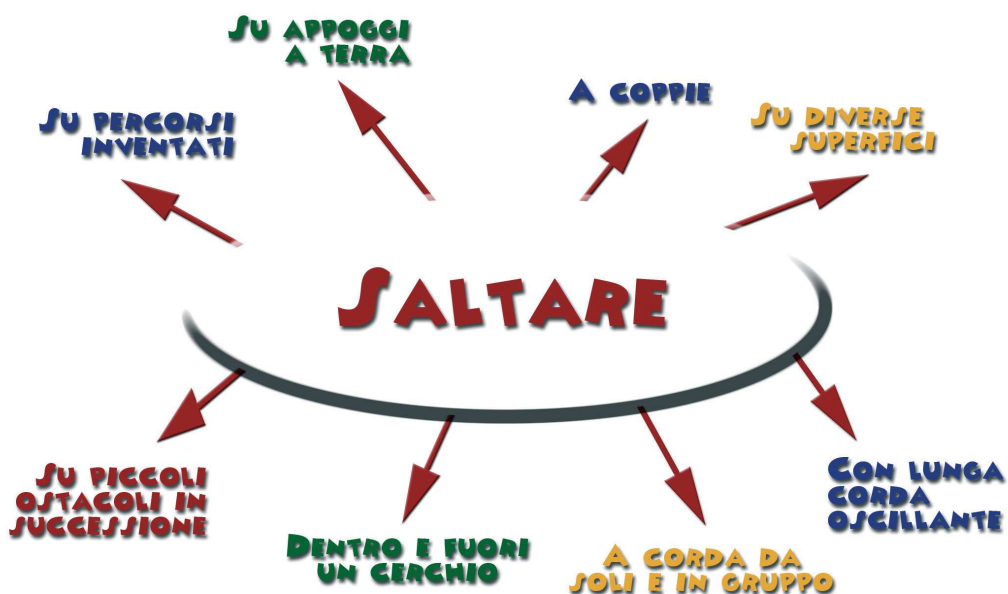 Su appoggi
a terra
A coppie
Su percorsi
inventati
Su diverse
superfici
Saltare
Su piccoli
ostacoli in
successione
Dentro e fuori
un cerchio
A corda da
soli e in gruppo
Con lunga
corda
oscillante